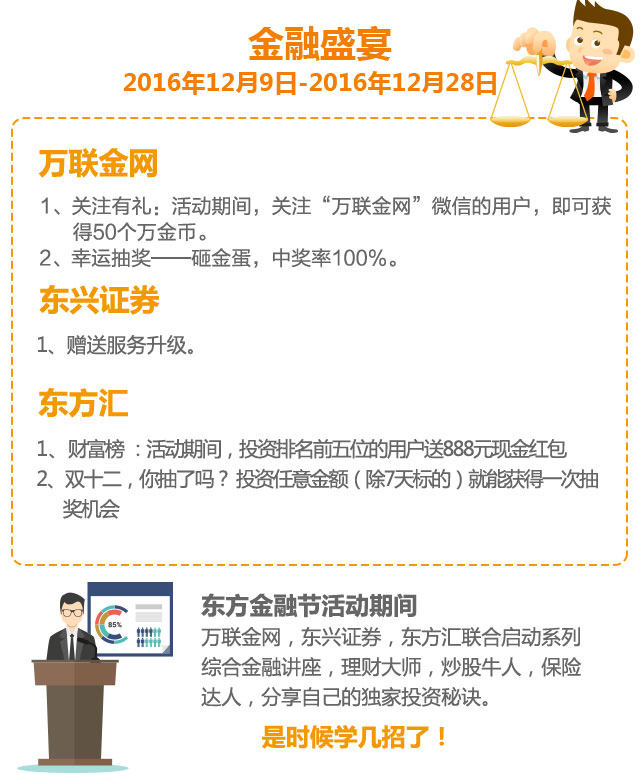 金融盛宴
2016年12月9日-2016年12月28日
万联金网
1、关注有礼：活动期间，关注“万联金网”微信的用户，即可获
得50个万金币。
2、幸运抽奖——砸金蛋，中奖率100%。
东兴证券
1、赠送服务升级。
东方汇
1、财富榜：活动期间，投资排名前五位的用户送888元现金红包
2、双十二，你抽了吗？投资任意金额（除7天标的）就能获得一次抽
奖机会
85%
东方金融节活动期间
万联金网，东兴证券，东方汇联合启动系列
综合金融讲座，理财大师，炒股牛人，保险
达人，分享自己的独家投资秘诀。
是时候学几招了！